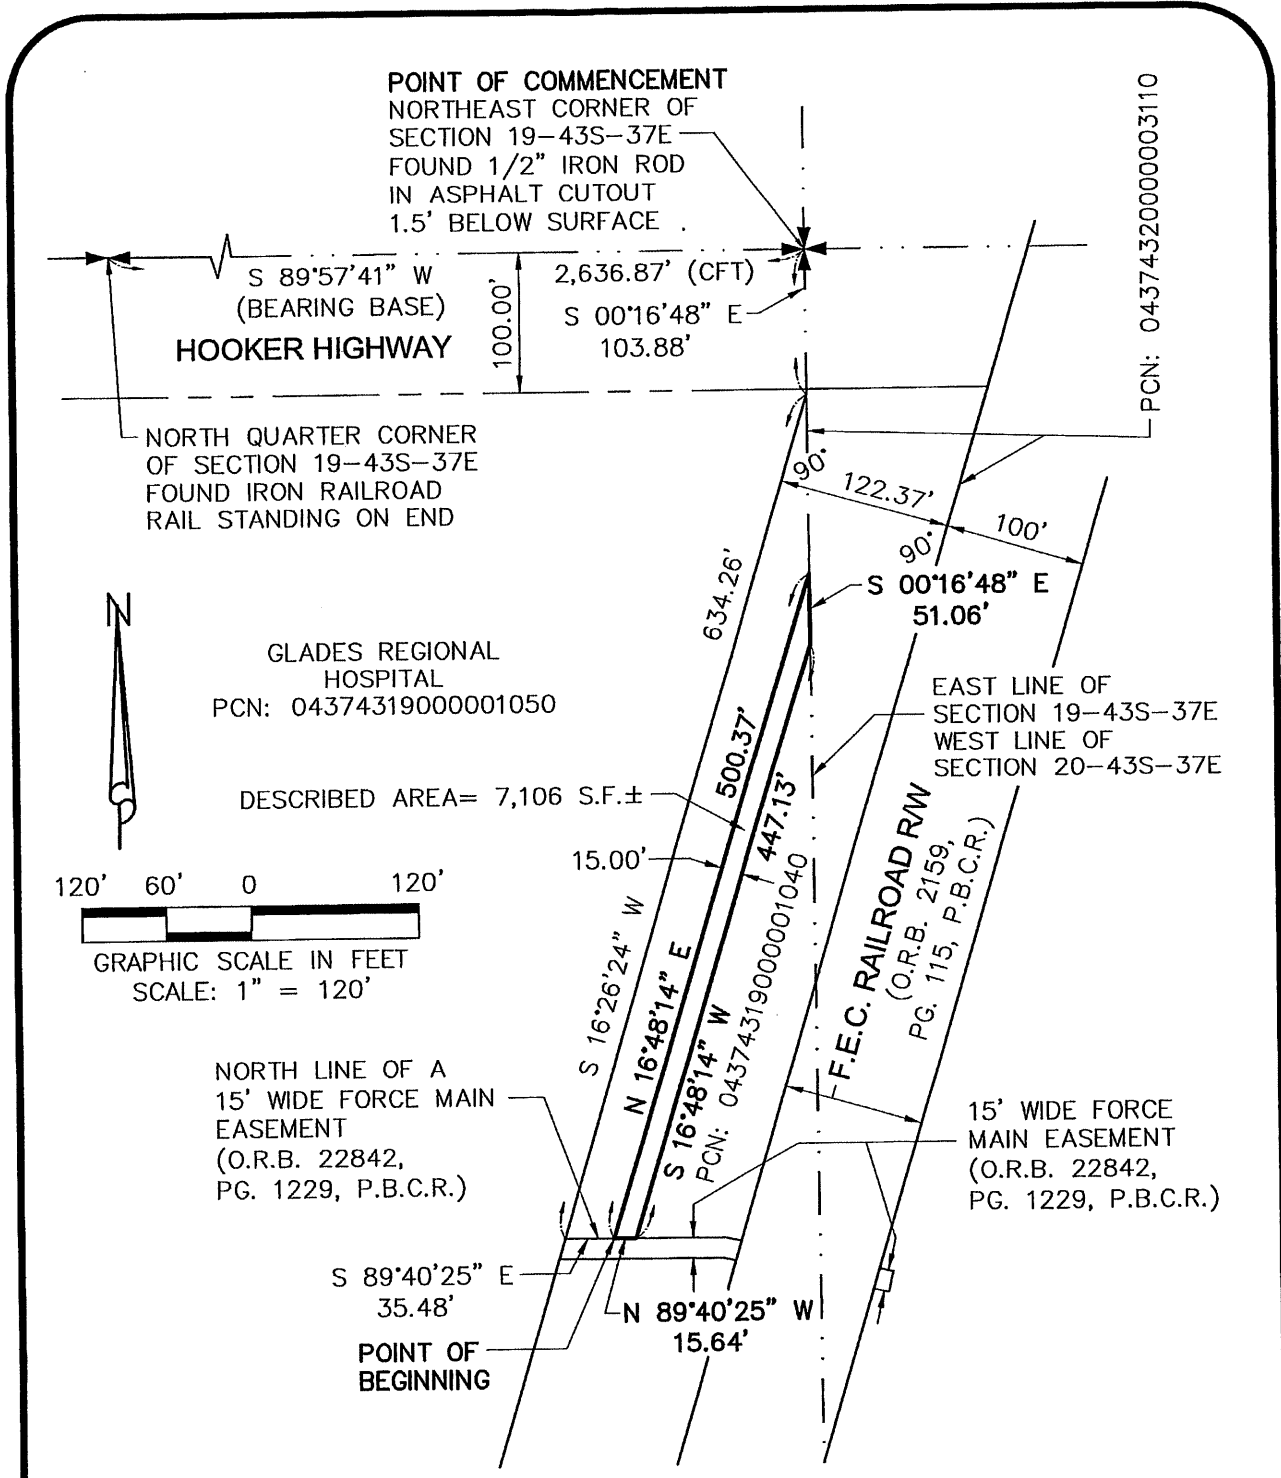 POINT OF COMMENCEMENT
NORTHEAST CORNER OF
SECTION 19-43S-37E
FOUND 1/2" IRON ROD
IN ASPHALT CUTOUT
1.5' BELOW SURFACE .
PCN: 04374320000003110
S 89°57'41" W
(BEARING BASE)
2,636.87' (CFT)
100.00'
S 00°16'48" E
103.88'
HOOKER HIGHWAY
NORTH QUARTER CORNER
OF SECTION 19-43S-37E
FOUND IRON RAILROAD
RAIL STANDING ON END
90°
122.37'
90°
100'
S 00°16'48" E
51.06'
634.26'
N
GLADES REGIONAL
HOSPITAL
PCN: 04374319000001050
EAST LINE OF
SECTION 19-43S-37E
WEST LINE OF
SECTION 20-43S-37E
500.37'
447.13'
DESCRIBED AREA= 7,106 S.F.±
15.00'
120' 60' 0 120'
GRAPHIC SCALE IN FEET
SCALE: 1" = 120'
S 16°26'24" W
N 16°48'14" E
S 16°48'14" W
PCN: 04374319000001040
F.E.C. RAILROAD R/W
(O.R.B. 2159,
PG. 115, P.B.C.R.)
NORTH LINE OF A
15' WIDE FORCE MAIN
EASEMENT
(O.R.B. 22842,
PG. 1229, P.B.C.R.)
15' WIDE FORCE
MAIN EASEMENT
(O.R.B. 22842,
PG. 1229, P.B.C.R.)
S 89°40'25" E
35.48'
N 89°40'25" W
15.64'
POINT OF
BEGINNING